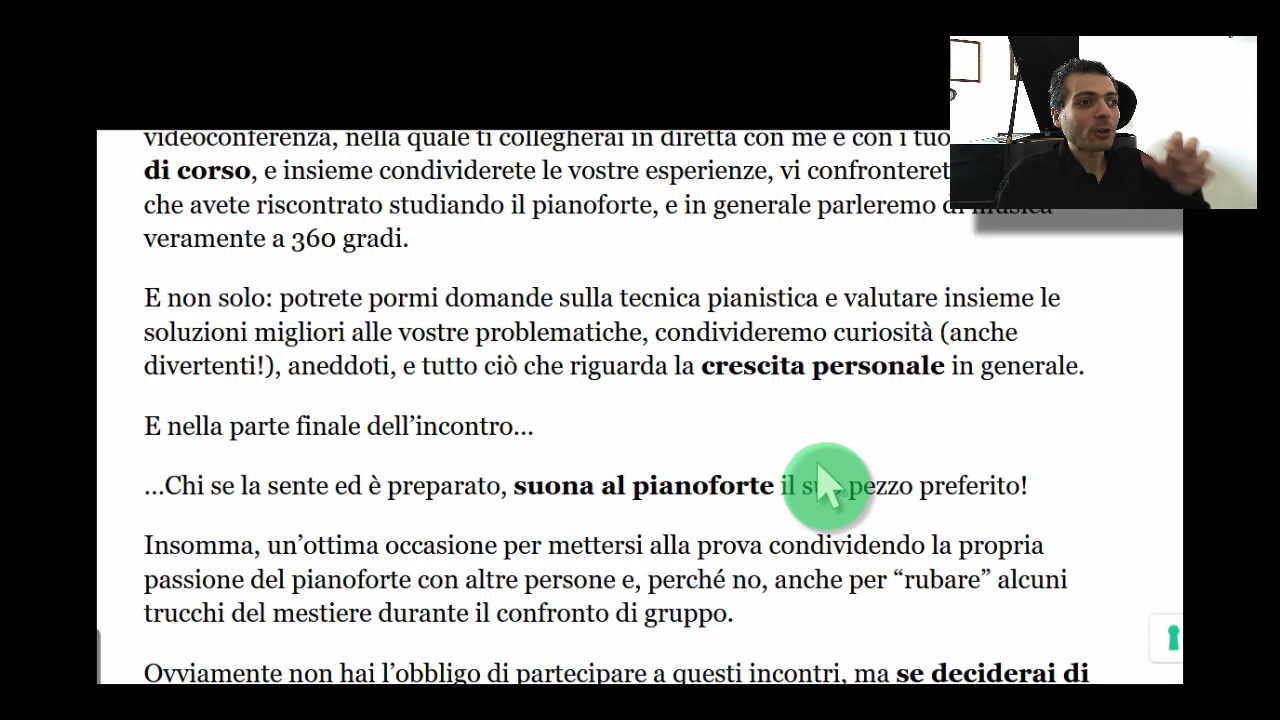 videoconferenza, nella quale ti collegherai in diretta con me e con i tuo
di corso, e insieme condividerete le vostre esperienze, vi confronteret
che avete riscontrato studiando il pianoforte, e in generale parleremo di musica
veramente a 360 gradi.
E non solo: potrete pormi domande sulla tecnica pianistica e valutare insieme le
soluzioni migliori alle vostre problematiche, condivideremo curiosità (anche
divertenti!), aneddoti, e tutto ciò che riguarda la crescita personale in generale.
E nella parte finale dell’incontro…
…Chi se la sente ed è preparato, suona al pianoforte il suo pezzo preferito!
Insomma, un’ottima occasione per mettersi alla prova condividendo la propria
passione del pianoforte con altre persone e, perché no, anche per “rubare” alcuni
trucchi del mestiere durante il confronto di gruppo.
Ovviamente non hai l’obbligo di partecipare a questi incontri, ma se deciderai di